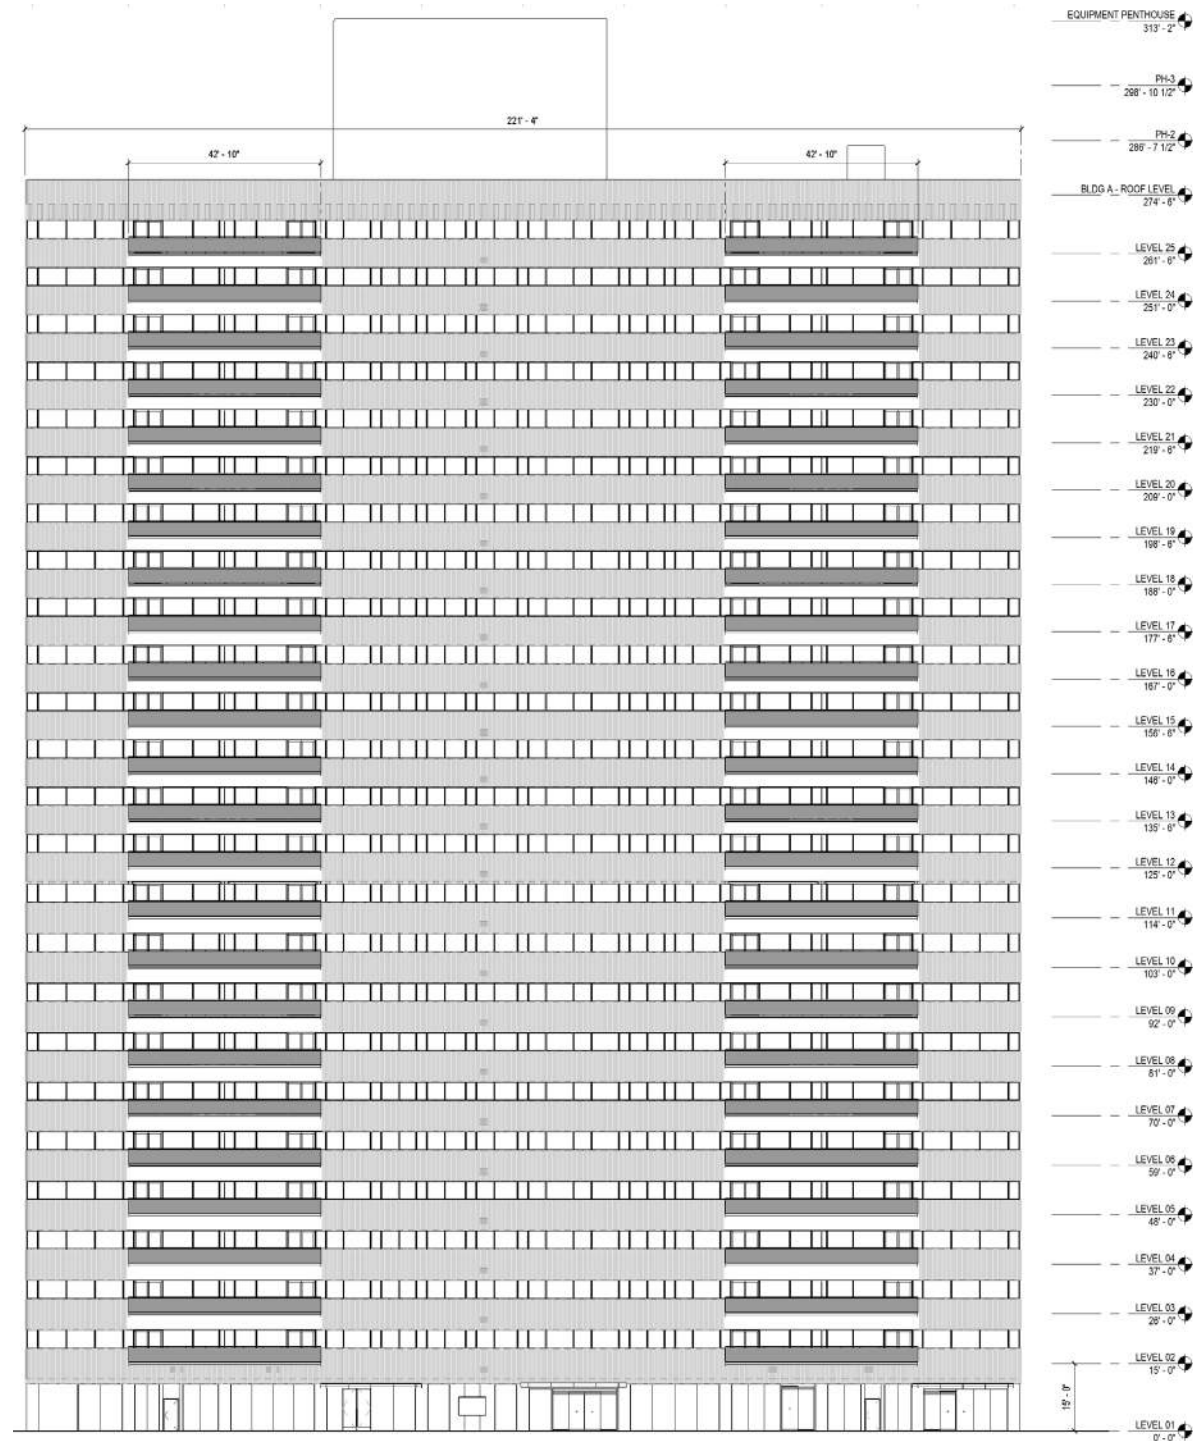 EQUIPMENT PENTHOUSE
313' - 2"
PH-3
298' - 10 1/2"
221' - 4"
PH-2
286' - 7 1/2"
42' - 10"
42' - 10"
BLDG A - ROOF LEVEL
274' - 6"
LEVEL 25
261' - 6"
LEVEL 24
251' - 0"
LEVEL 23
240' - 6"
LEVEL 22
230' - 0"
LEVEL 21
219' - 6"
LEVEL 20
209' - 0"
LEVEL 19
198' - 6"
LEVEL 18
188' - 0"
LEVEL 17
177' - 6"
LEVEL 16
167' - 0"
LEVEL 15
156' - 6"
LEVEL 14
146' - 0"
LEVEL 13
135' - 6"
LEVEL 12
125' - 0"
LEVEL 11
114' - 0"
LEVEL 10
103' - 0"
LEVEL 09
92' - 0"
LEVEL 08
81' - 0"
LEVEL 07
70' - 0"
LEVEL 06
59' - 0"
LEVEL 05
48' - 0"
LEVEL 04
37' - 0"
LEVEL 03
26' - 0"
LEVEL 02
15' - 0"
15' - 0"
LEVEL 01
0' - 0"